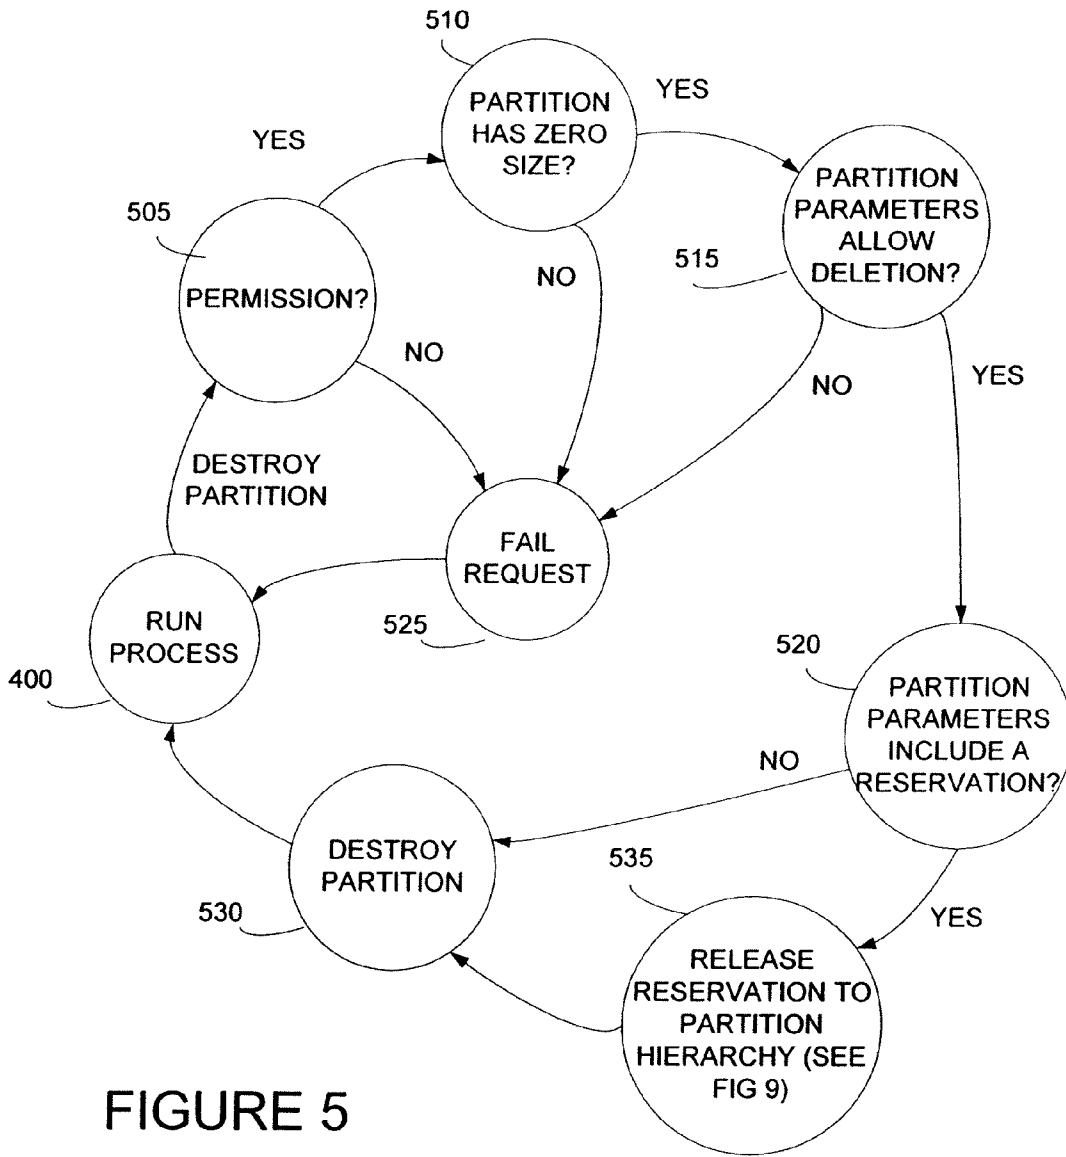 510
PARTITION
HAS ZERO
SIZE?
YES
YES
PARTITION
PARAMETERS
ALLOW
DELETION?
505
515
PERMISSION?
NO
NO
NO
YES
DESTROY
PARTITION
FAIL
REQUEST
525
RUN
PROCESS
400
520
PARTITION
PARAMETERS
INCLUDE A
RESERVATION?
NO
DESTROY
PARTITION
530
535
YES
RELEASE
RESERVATION TO
PARTITION
HIERARCHY (SEE
FIG 9)
FIGURE 5